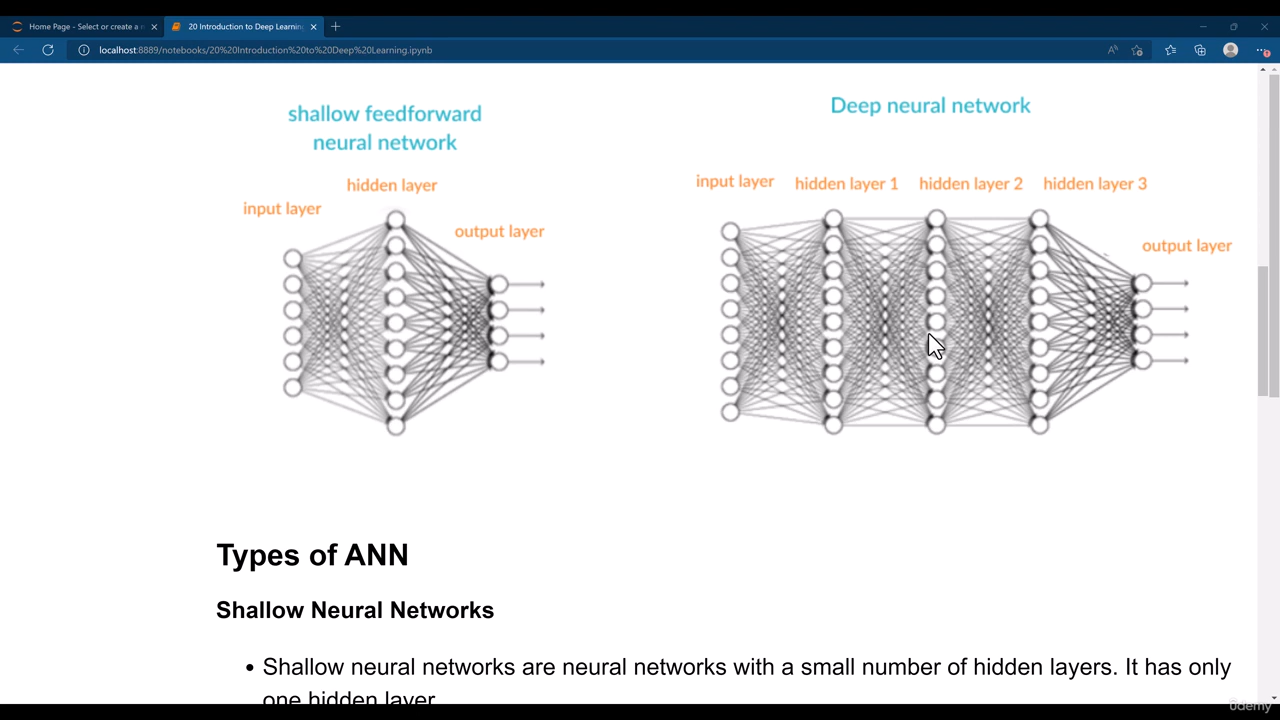 Home Page - Select or create a n
20 Introduction to Deep Learning
localhost:8889/notebooks/20%20Introduction%20to%20Deep%20Learning.ipynb
shallow feedforward
neural network
hidden layer
input layer
output layer
Deep neural network
input layer
hidden layer 1
hidden layer 2
hidden layer 3
output layer
Types of ANN
Shallow Neural Networks
• Shallow neural networks are neural networks with a small number of hidden layers. It has only
one hidden layer
ûdemy